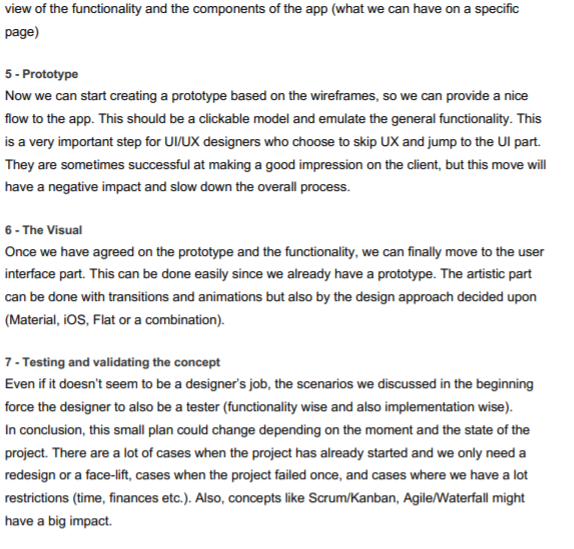 view of the functionality and the components of the app (what we can have on a specific
page)
5 - Prototype
Now we can start creating a prototype based on the wireframes, so we can provide a nice
flow to the app. This should be a clickable model and emulate the general functionality. This
is a very important step for UI/UX designers who choose to skip UX and jump to the UI part.
They are sometimes successful at making a good impression on the client, but this move will
have a negative impact and slow down the overall process.
6 - The Visual
Once we have agreed on the prototype and the functionality, we can finally move to the user
interface part. This can be done easily since we already have a prototype. The artistic part
can be done with transitions and animations but also by the design approach decided upon
(Material, iOS, Flat or a combination).
7 - Testing and validating the concept
Even if it doesn't seem to be a designer's job, the scenarios we discussed in the beginning
force the designer to also be a tester (functionality wise and also implementation wise).
In conclusion, this small plan could change depending on the moment and the state of the
project. There are a lot of cases when the project has already started and we only need a
redesign or a face-lift, cases when the project failed once, and cases where we have a lot
restrictions (time, finances etc.). Also, concepts like Scrum/Kanban, Agile/Waterfall might
have a big impact.